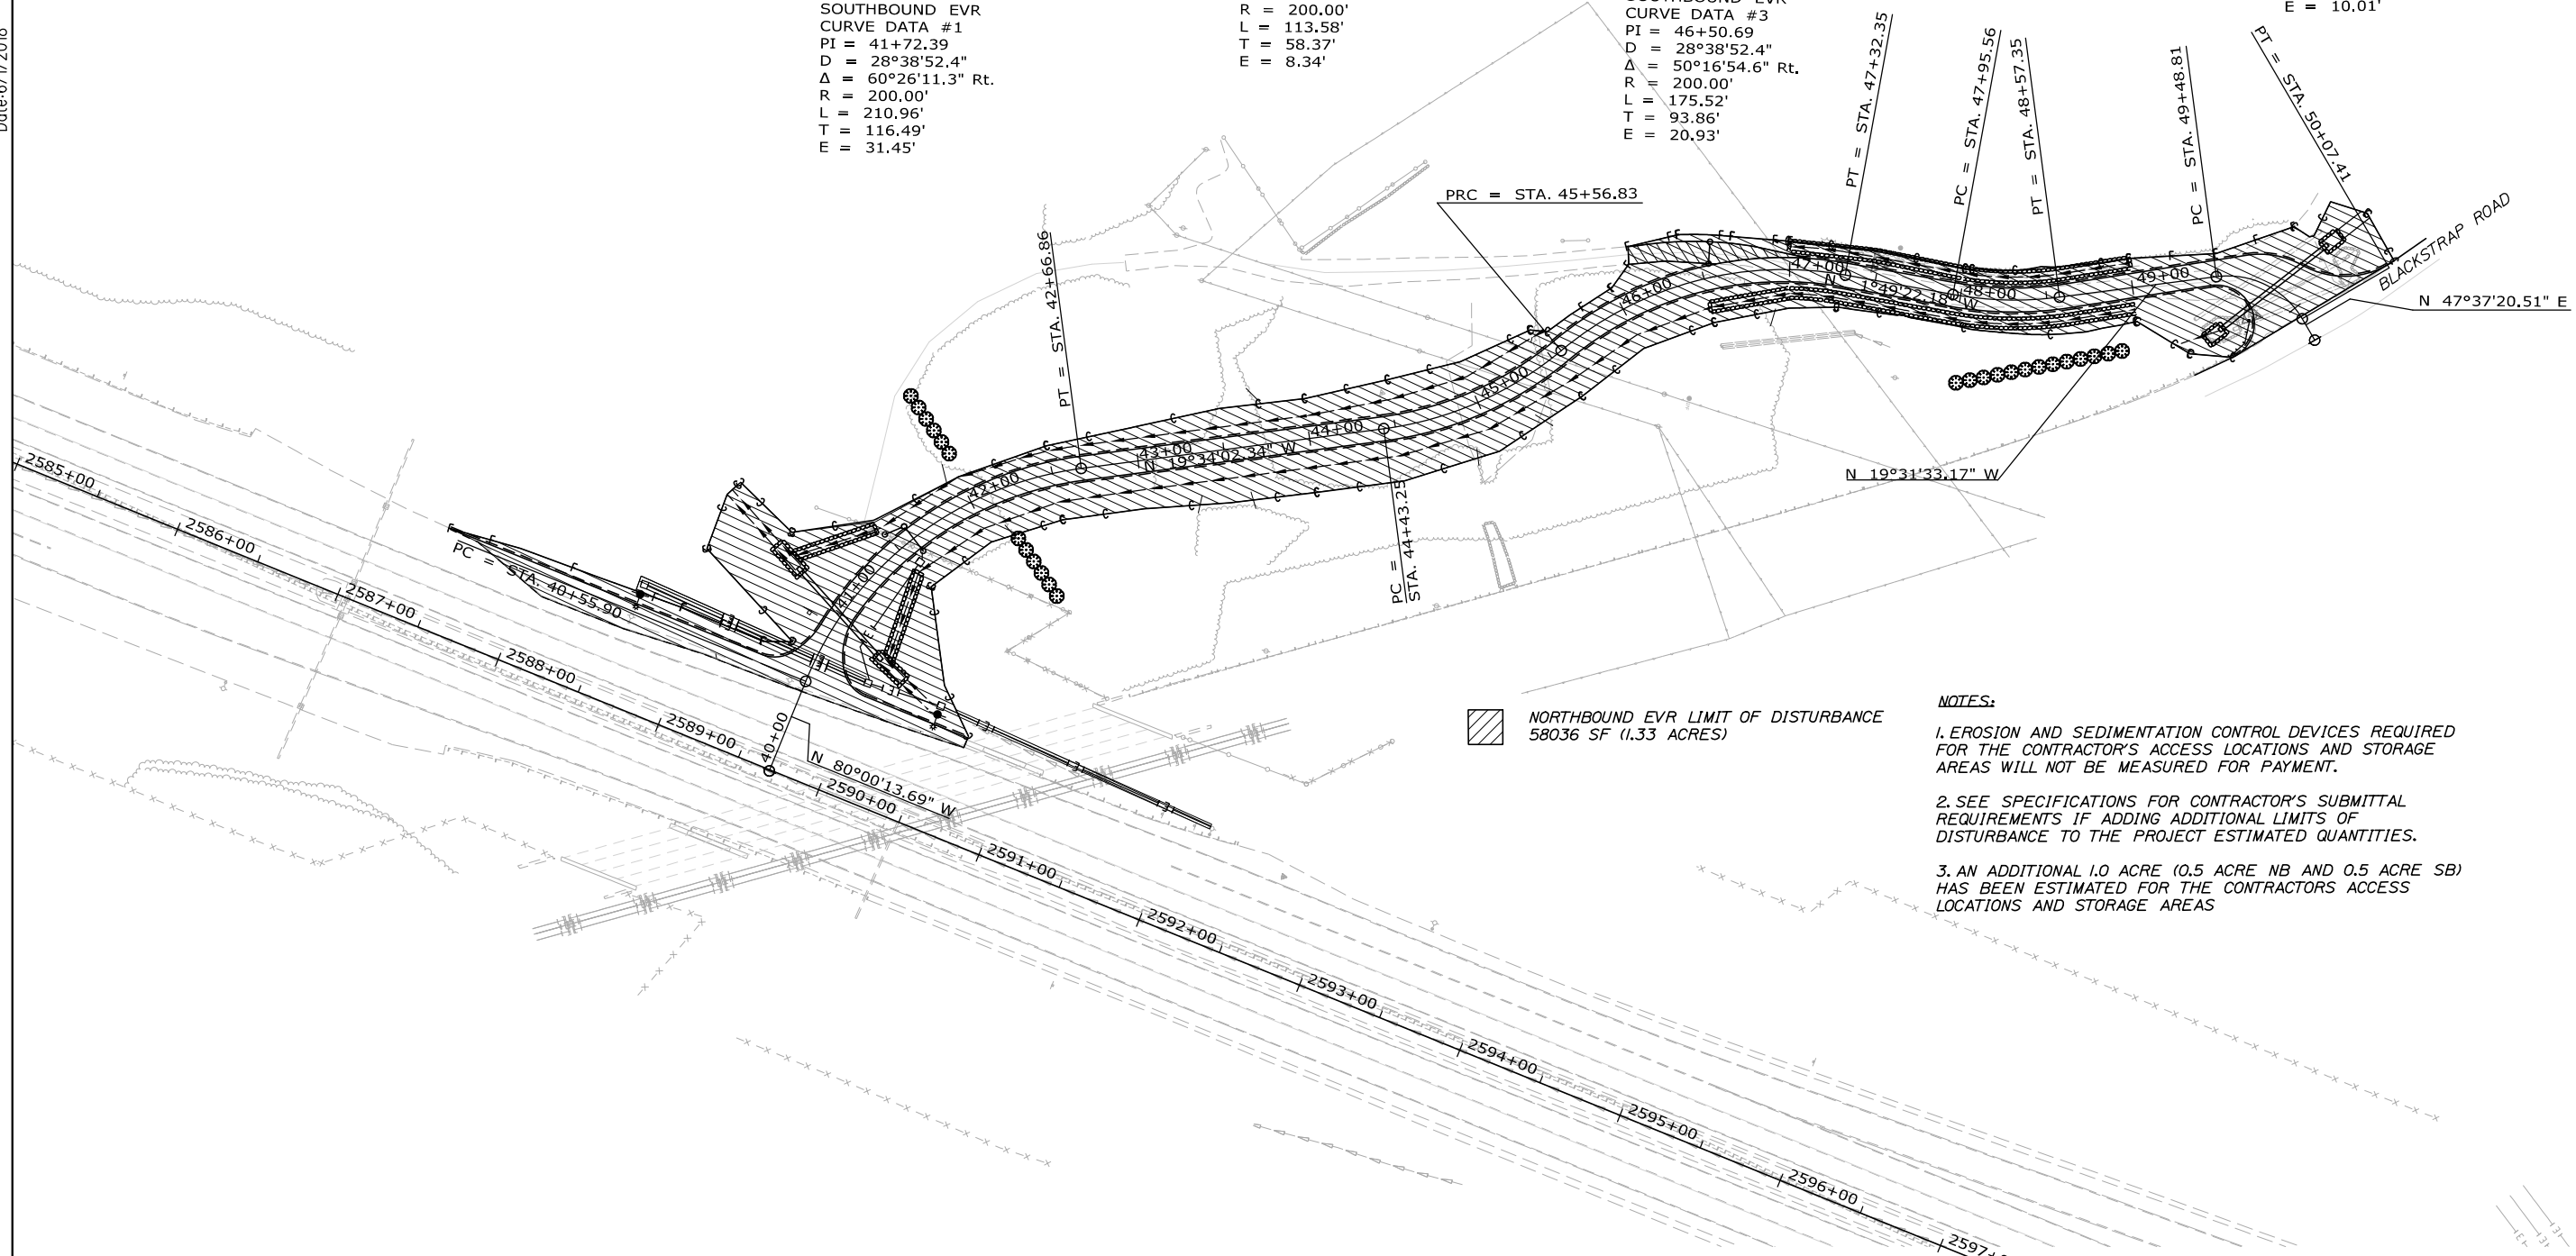 SOUTHBOUND EVR
CURVE DATA #1
PI = 41+72.39
D = 28°38'52.4"
Δ = 60°26'11.3" Rt.
R = 200.00'
L = 210.96'
T = 116.49'
E = 31.45'
R = 200.00'
L = 113.58'
T = 58.37'
E = 8.34'
SOUTHBOUND EVR
CURVE DATA #3
PI = 46+50.69
D = 28°38'52.4"
Δ = 50°16'54.6" Rt.
R = 200.00'
L = 175.52'
T = 93.86'
E = 20.93'
E = 10.01'
PT = STA. 42+66.86
PRC = STA. 45+56.83
PT = STA. 47+32.35
PC = STA. 47+95.56
PT = STA. 48+57.35
PC = STA. 49+48.81
PT = STA. 50+07.41
BLACKSTRAP ROAD
N 47°37'20.51" E
N 19°31'33.17" W
N 1°49'22.18" W
N 19°34'02.34" W
PC =
STA. 44+43.25
PC = STA. 40+55.90
N 80°00'13.69" W
40+00
41+00
42+00
43+00
44+00
45+00
46+00
47+00
48+00
49+00
2585+00
2586+00
2587+00
2588+00
2589+00
2590+00
2591+00
2592+00
2593+00
2594+00
2595+00
2596+00
NORTHBOUND EVR LIMIT OF DISTURBANCE
58036 SF (1.33 ACRES)
NOTES:
1. EROSION AND SEDIMENTATION CONTROL DEVICES REQUIRED
FOR THE CONTRACTOR'S ACCESS LOCATIONS AND STORAGE
AREAS WILL NOT BE MEASURED FOR PAYMENT.
2. SEE SPECIFICATIONS FOR CONTRACTOR'S SUBMITTAL
REQUIREMENTS IF ADDING ADDITIONAL LIMITS OF
DISTURBANCE TO THE PROJECT ESTIMATED QUANTITIES.
3. AN ADDITIONAL 1.0 ACRE (0.5 ACRE NB AND 0.5 ACRE SB)
HAS BEEN ESTIMATED FOR THE CONTRACTORS ACCESS
LOCATIONS AND STORAGE AREAS